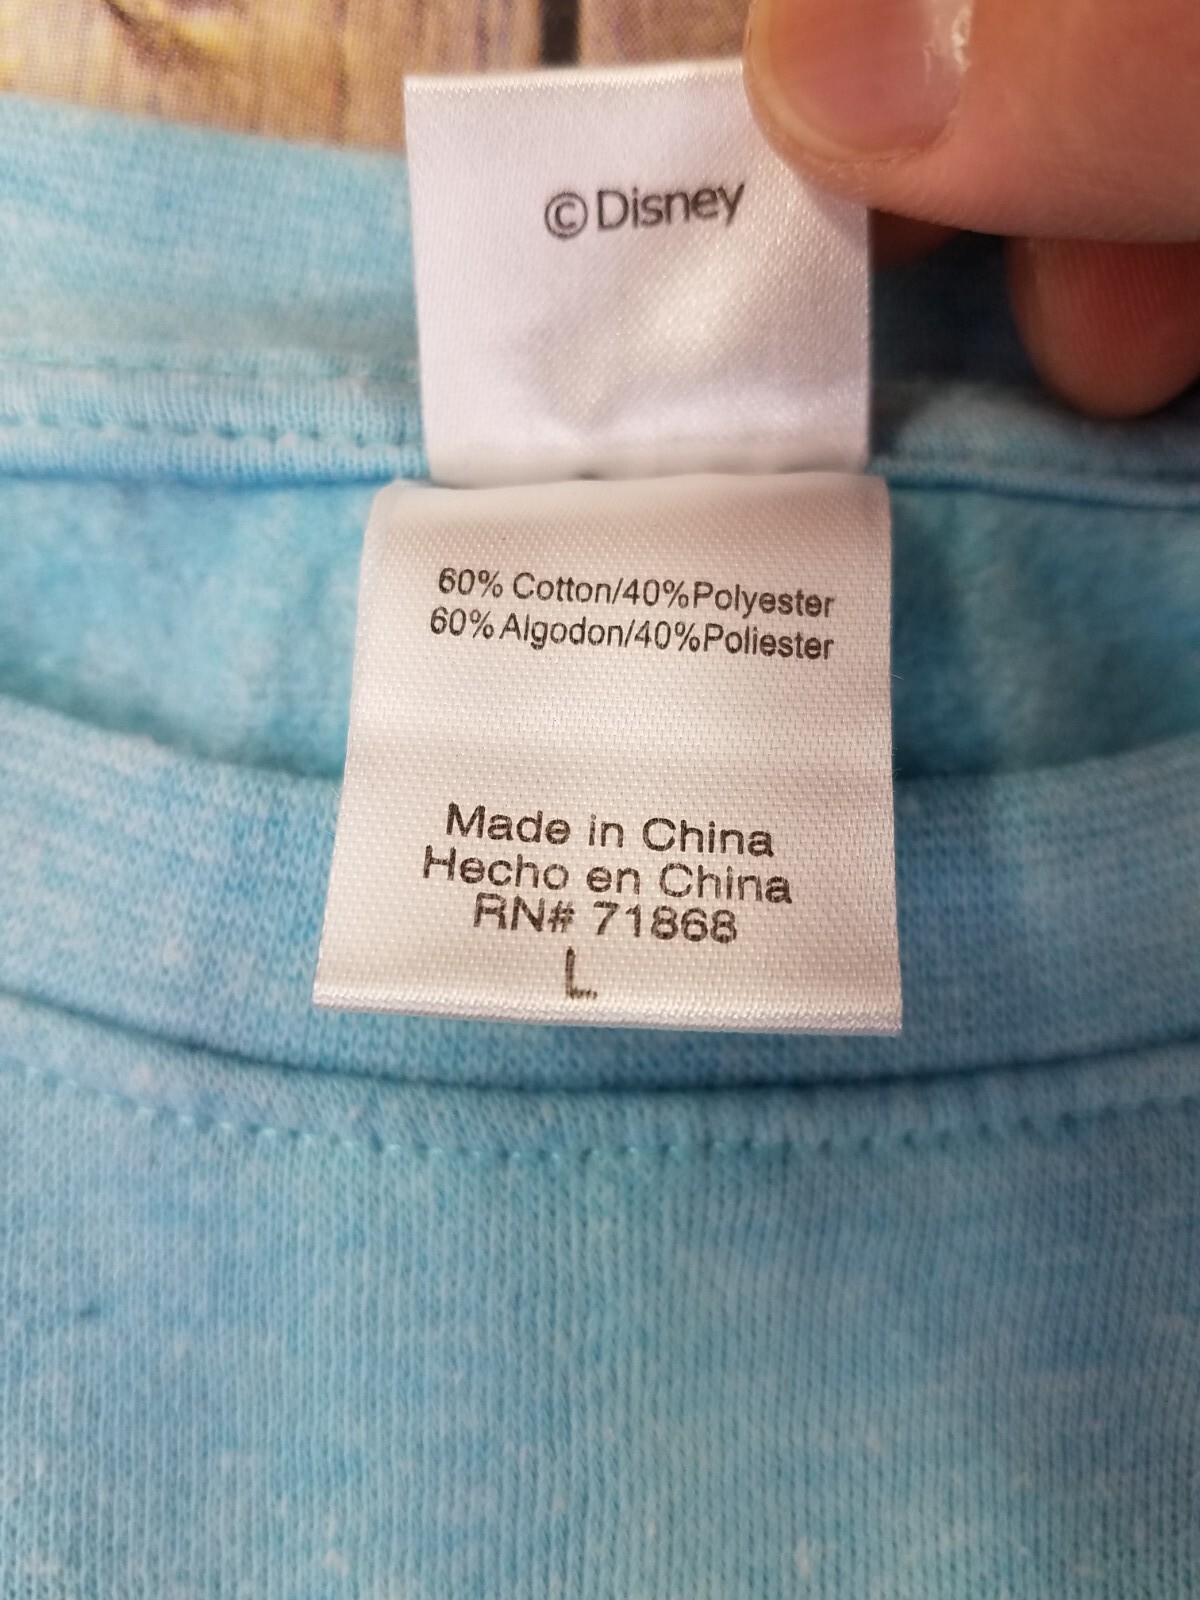 ©Disney
60% Cotton/40%Polyester
60% Algodon/40%Poliester
Made in China
Hecho en China
RN# 71868
L